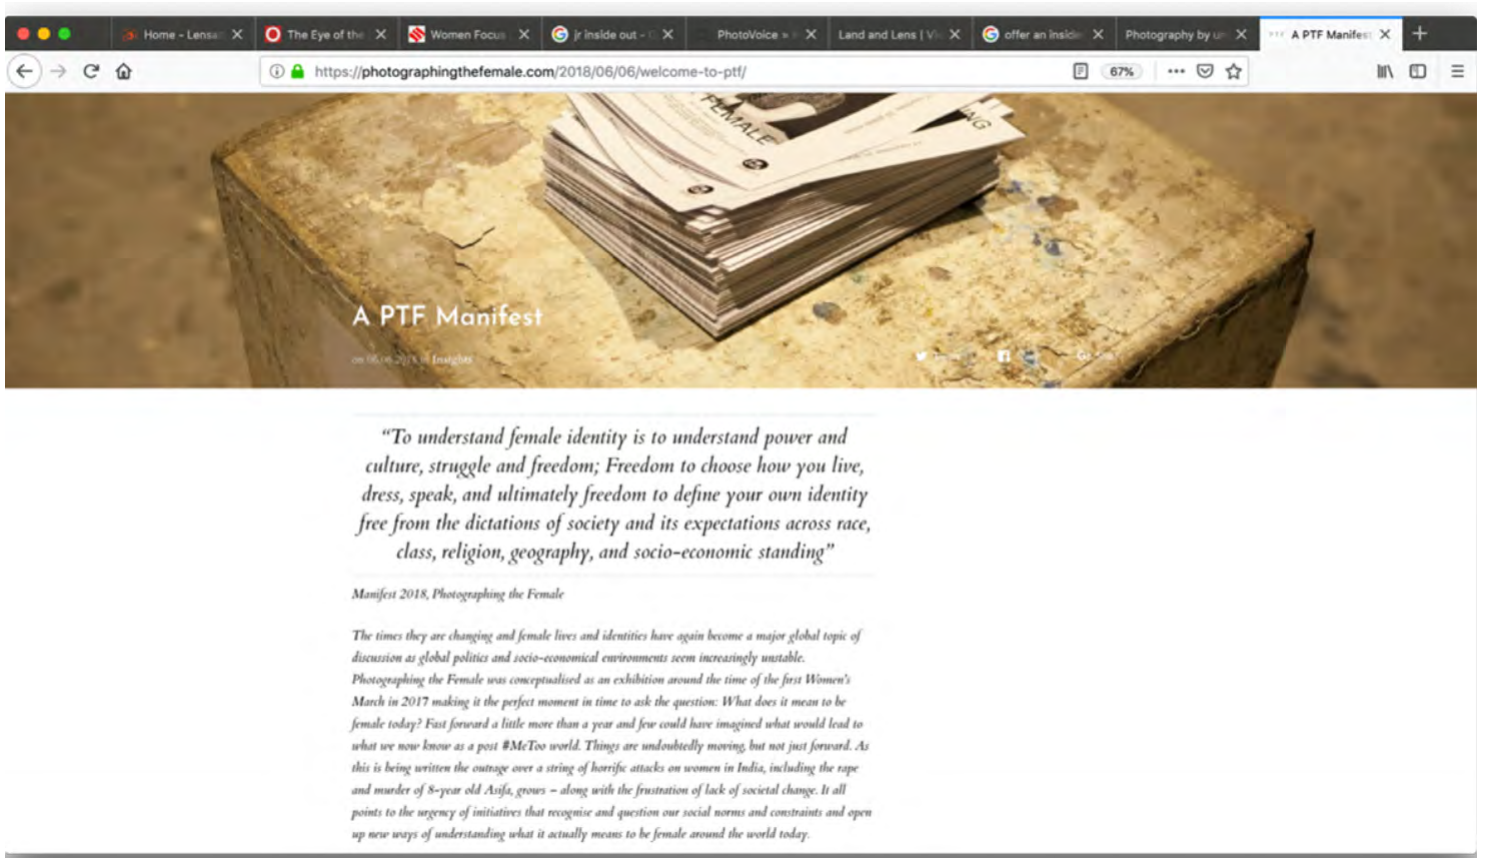 Home - Lensa
The Eye of the
Women Focus
jr inside out -
PhotoVoice »
Land and Lens |
offer an inside
Photography by
A PTF Manifest
https://photographingthefemale.com/2018/06/06/welcome-to-ptf/
67%
FEMALE
ING
A PTF Manifest
on 06.06.2018 in Insights
“To understand female identity is to understand power and
culture, struggle and freedom; Freedom to choose how you live,
dress, speak, and ultimately freedom to define your own identity
free from the dictations of society and its expectations across race,
class, religion, geography, and socio-economic standing”
Manifest 2018, Photographing the Female
The times they are changing and female lives and identities have again become a major global topic of
discussion as global politics and socio-economical environments seem increasingly unstable.
Photographing the Female was conceptualised as an exhibition around the time of the first Women's
March in 2017 making it the perfect moment in time to ask the question: What does it mean to be
female today? Fast forward a little more than a year and few could have imagined what would lead to
what we now know as a post #MeToo world. Things are undoubtedly moving, but not just forward. As
this is being written the outrage over a string of horrific attacks on women in India, including the rape
and murder of 8-year old Asifa, grows – along with the frustration of lack of societal change. It all
points to the urgency of initiatives that recognise and question our social norms and constraints and open
up new ways of understanding what it actually means to be female around the world today.